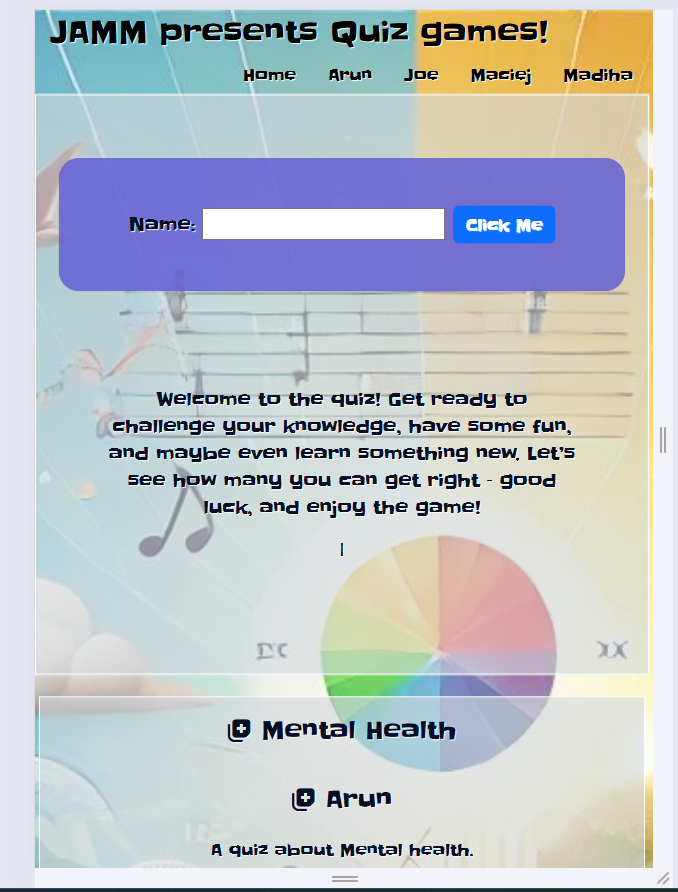 JAMM presents Quiz games!
Home Arun Joe Maciej Madiha
Name: Click Me
Welcome to the quiz! Get ready to
challenge your knowledge, have some fun,
and maybe even learn something new. Let's
see how many you can get right - good
luck, and enjoy the game!
|
Mental Health
Arun
A quiz about Mental health.